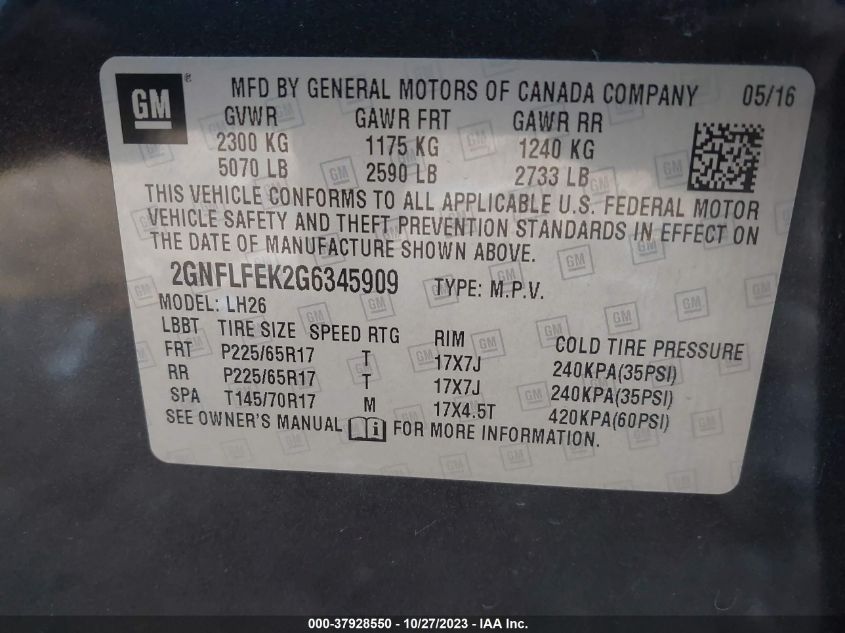 GM ®
MFD BY GENERAL MOTORS OF CANADA COMPANY 05/16
GVWR GAWR FRT GAWR RR
2300 KG 1175 KG 1240 KG
5070 LB 2590 LB 2733 LB
THIS VEHICLE CONFORMS TO ALL APPLICABLE U.S. FEDERAL MOTOR
VEHICLE SAFETY AND THEFT PREVENTION STANDARDS IN EFFECT ON
THE DATE OF MANUFACTURE SHOWN ABOVE.
2GNFLFEK2G6345909 TYPE: M.P.V.
MODEL: LH26
LBBT TIRE SIZE SPEED RTG RIM COLD TIRE PRESSURE
FRT P225/65R17 T 17X7J 240KPA(35PSI)
RR P225/65R17 T 17X7J 240KPA(35PSI)
SPA T145/70R17 M 17X4.5T 420KPA(60PSI)
SEE OWNER'S MANUAL i FOR MORE INFORMATION.
000-37928550 - 10/27/2023 - IAA Inc.